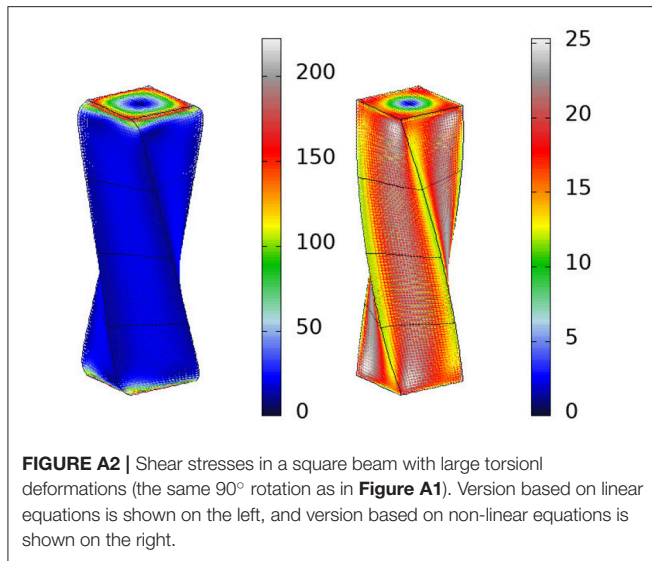 200
150
100
50
0
25
20
15
10
5
0
FIGURE A2 | Shear stresses in a square beam with large torsionl
deformations (the same 90° rotation as in Figure A1). Version based on linear
equations is shown on the left, and version based on non-linear equations is
shown on the right.